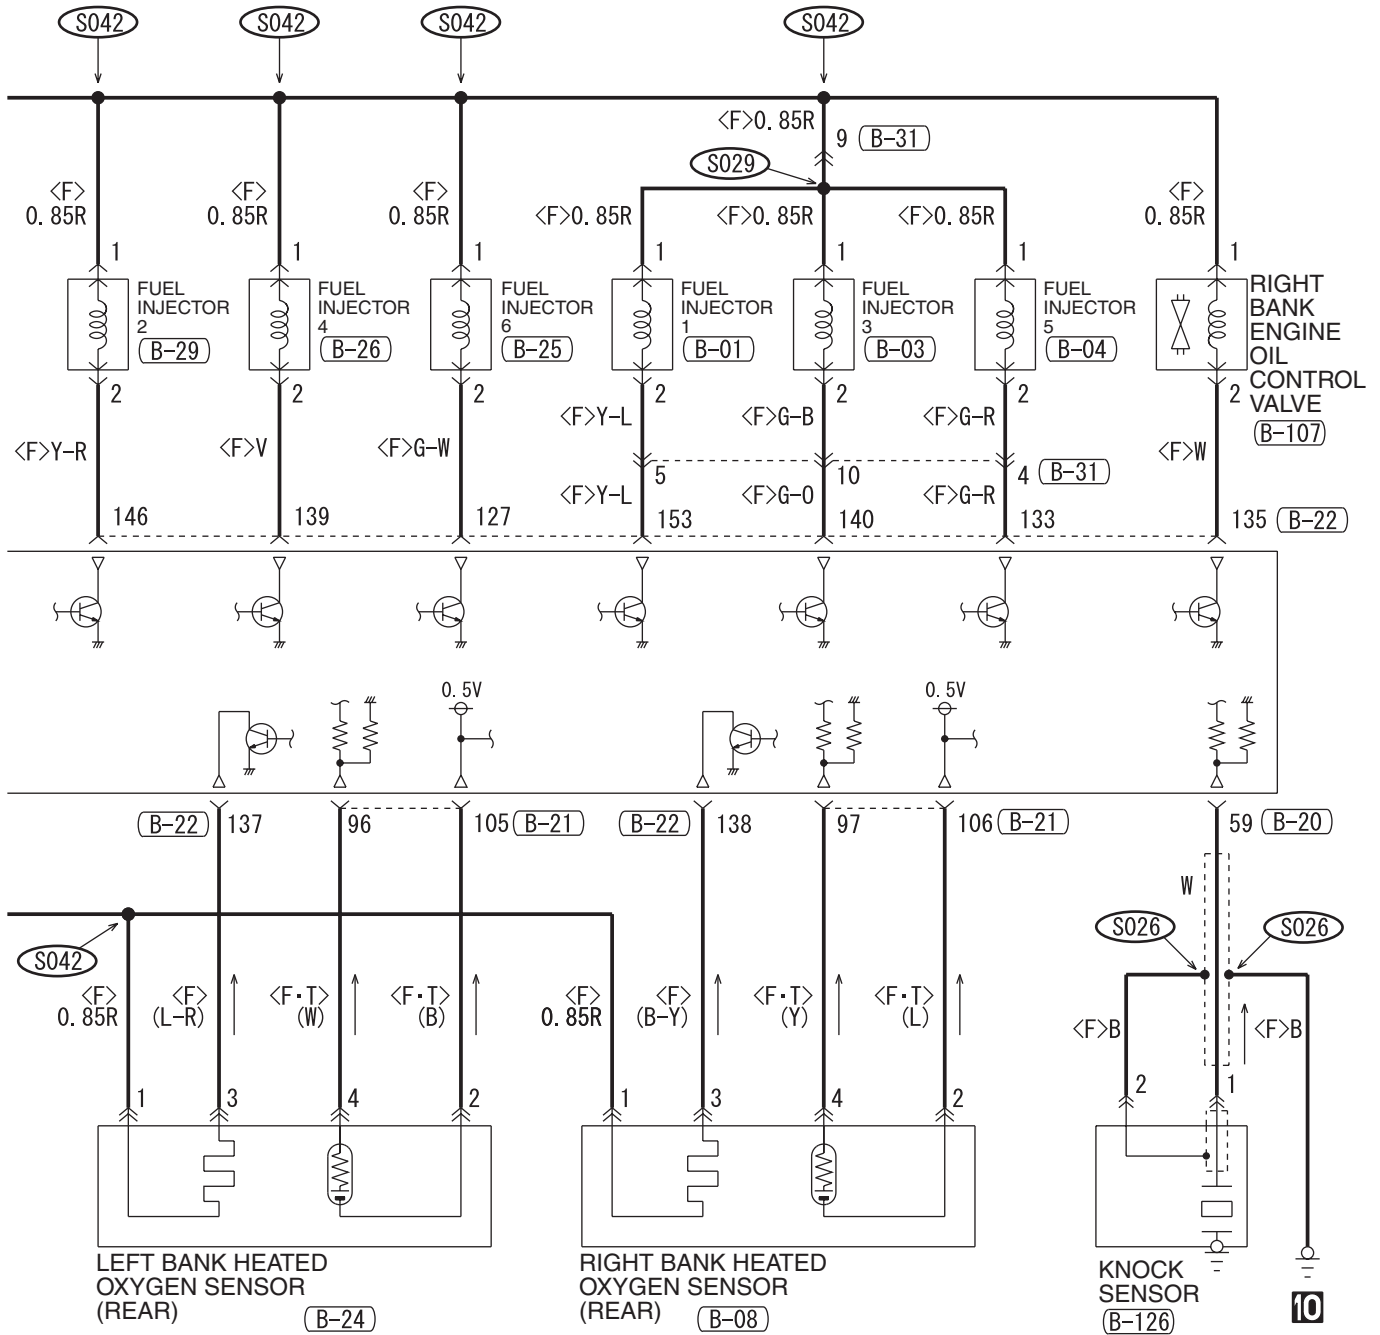 S042 S042 S042 S042
<F>0.85R 9 B-31
S029
<F> <F> <F> <F>
0.85R 0.85R 0.85R <F>0.85R <F>0.85R <F>0.85R 0.85R
1 1 1 1 1 1 1
FUEL INJECTOR 2 B-29
FUEL INJECTOR 4 B-26
FUEL INJECTOR 6 B-25
FUEL INJECTOR 1 B-01
FUEL INJECTOR 3 B-03
FUEL INJECTOR 5 B-04
RIGHT
BANK
ENGINE
OIL
CONTROL
VALVE
B-107
2 2 2 2 2 2 2
<F>Y-L <F>G-B <F>G-R
<F>Y-R <F>V <F>G-W <F>W
5 10 4 B-31
<F>Y-L <F>G-O <F>G-R
146 139 127 153 140 133 135 B-22
0.5V 0.5V
B-22 137 96 105 B-21 B-22 138 97 106 B-21 59 B-20
W
S042 S026 S026
<F> <F> <F·T> <F·T> <F> <F> <F·T> <F·T>
0.85R (L-R) (W) (B) 0.85R (B-Y) (Y) (L)
<F>B <F>B
1 3 4 2 1 3 4 2 2 1
LEFT BANK HEATED
OXYGEN SENSOR
(REAR) B-24
RIGHT BANK HEATED
OXYGEN SENSOR
(REAR) B-08
KNOCK
SENSOR
B-126
10